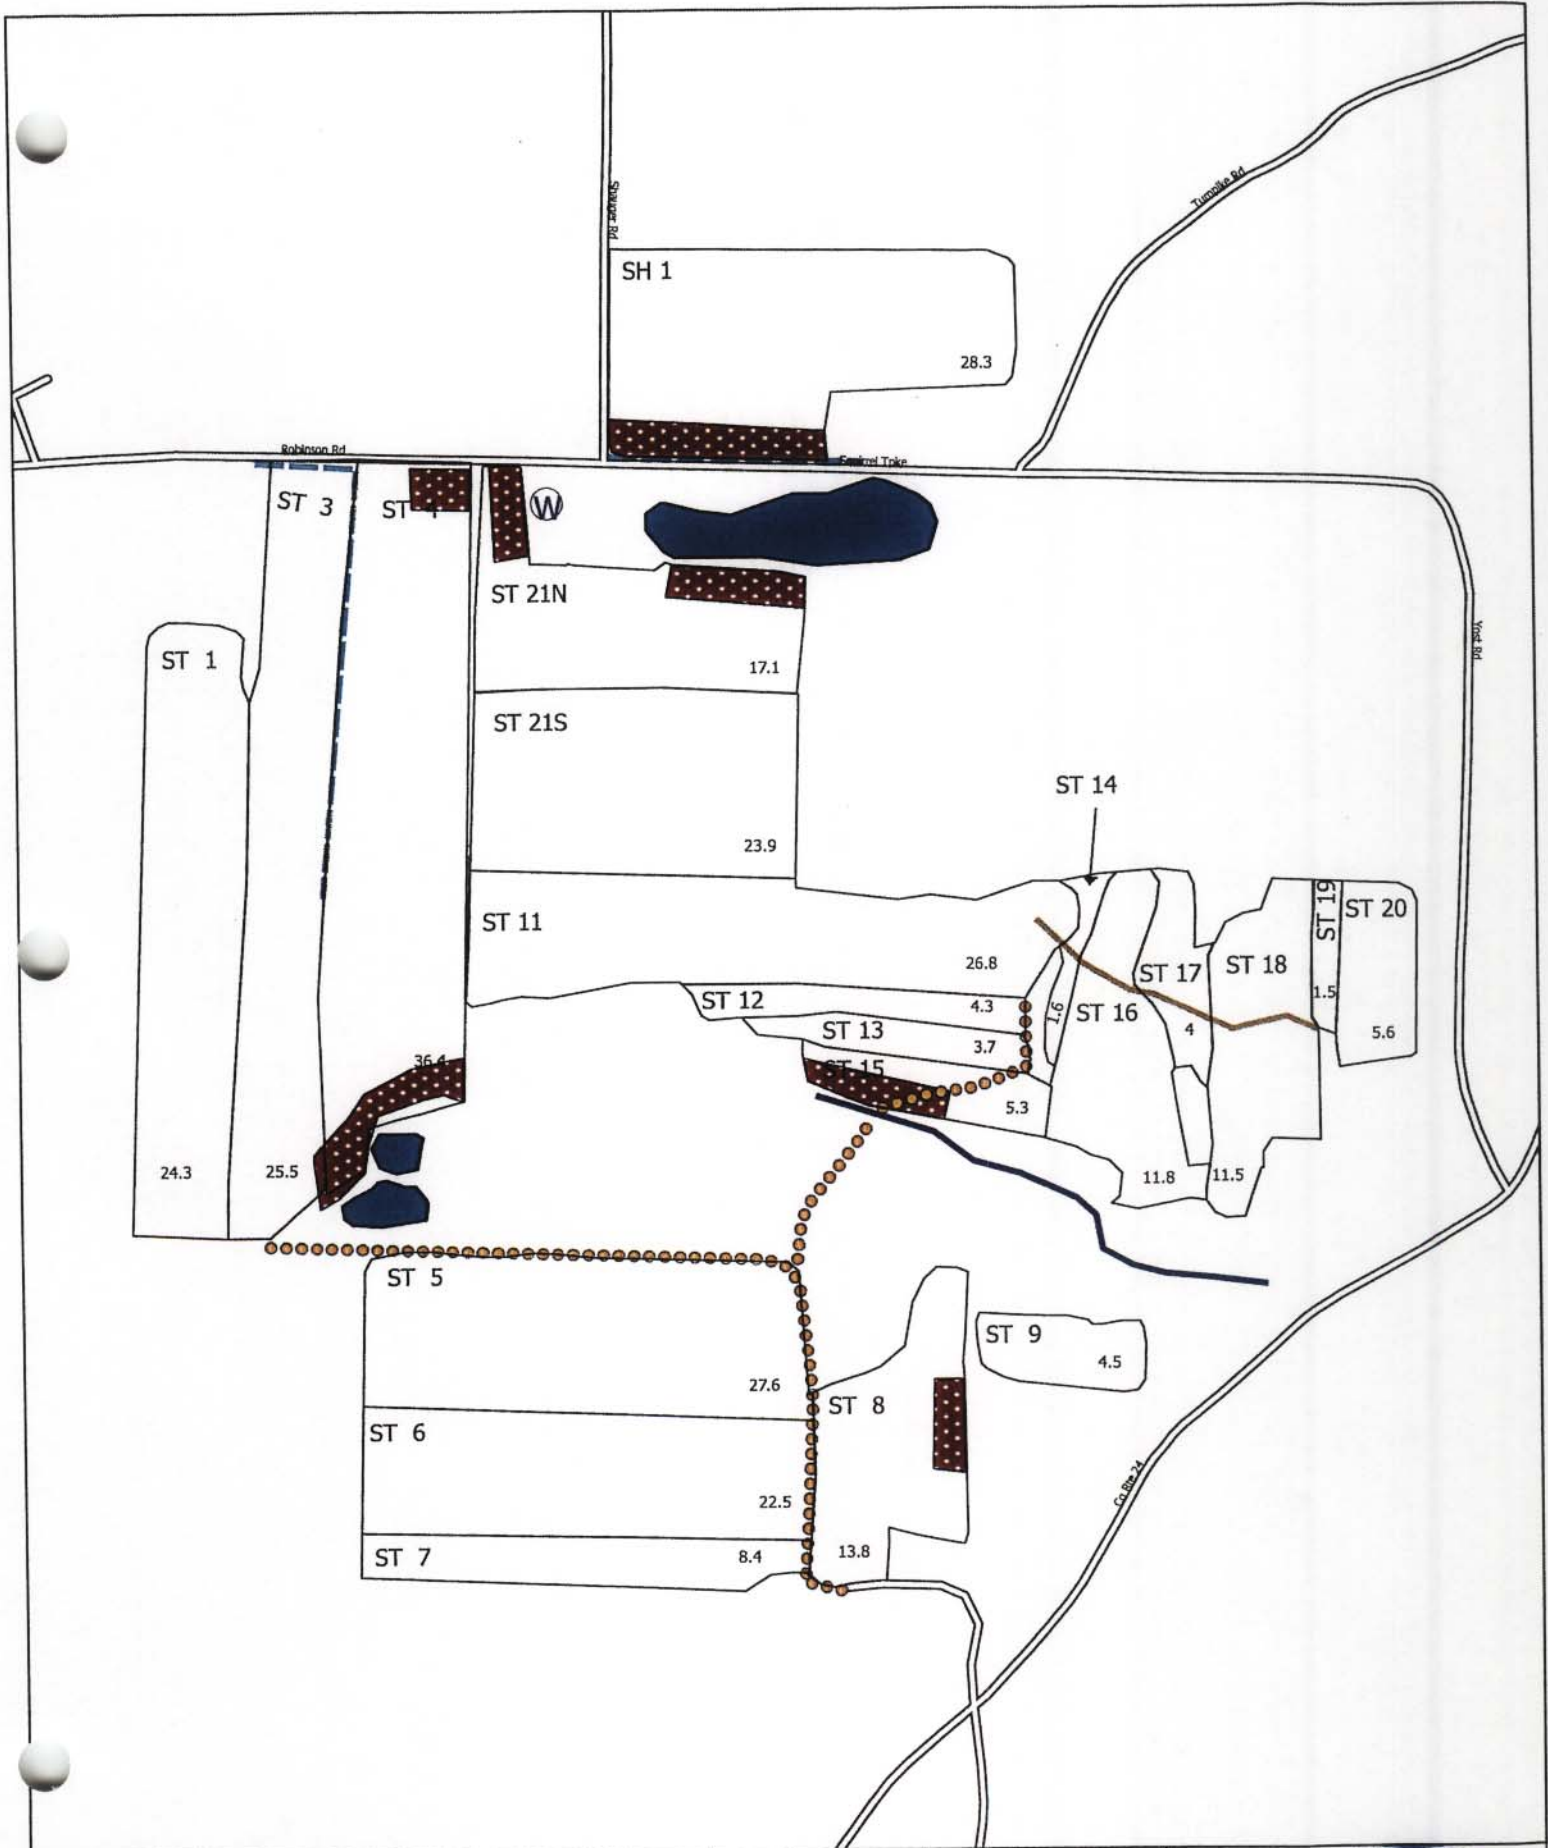 Turnpike Rd
Shauger Rd
SH 1
28.3
Robinson Rd
Squirrel Tpke
ST 3
ST 4
W
ST 21N
Yost Rd
ST 1
17.1
ST 21S
ST 14
23.9
ST 11
ST 19
ST 20
26.8
ST 17
ST 18
ST 12
4.3
1.6
ST 16
1.5
ST 13
4
5.6
3.7
36.4
ST 15
5.3
24.3
25.5
11.8
11.5
ST 5
ST 9
4.5
27.6
ST 8
ST 6
Co Rte 24
22.5
ST 7
8.4
13.8